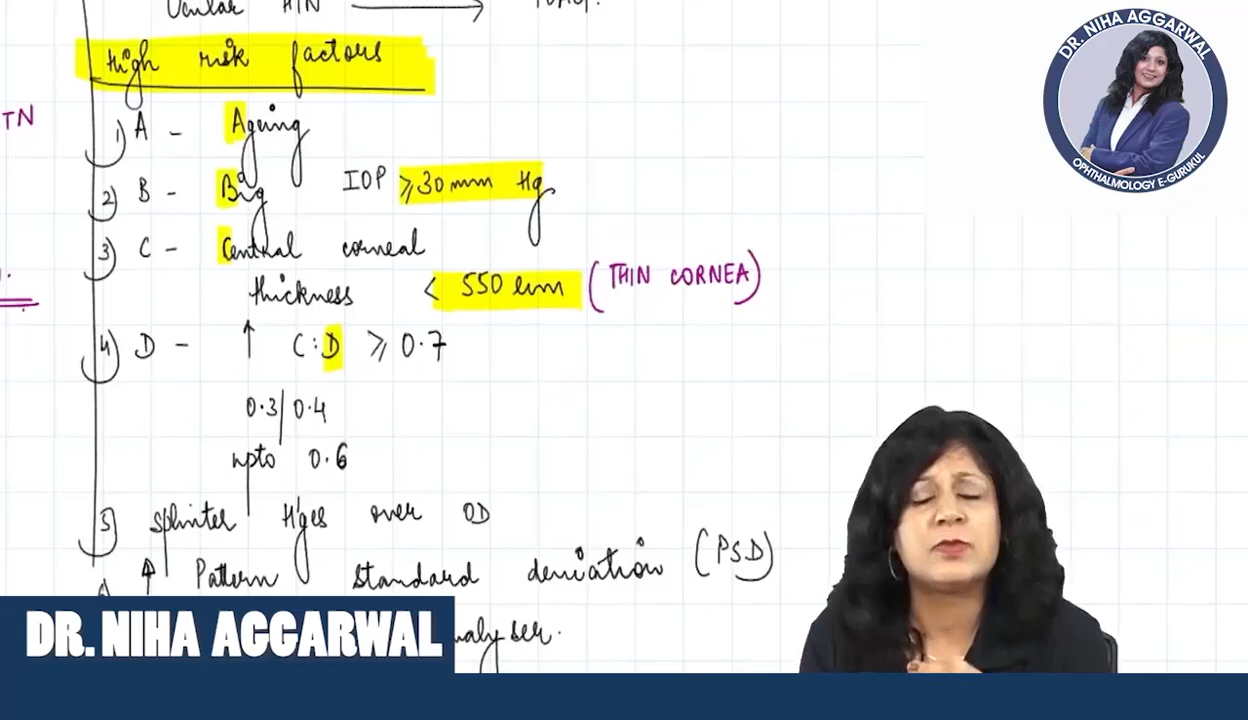 Ocular HTN
High risk factors
TN
1) A - Ageing
2) B - Big IOP ≥30 mm Hg
3) C - Central corneal
thickness < 550 um (THIN CORNEA)
4) D - ↑ C:D ≥ 0.7
0.3/0.4
upto 0.6
5) Splinter H'ges over OD
↑ Pattern standard deviation (PSD)
DR. NIHA AGGARWAL
OPHTHALMOLOGY E-GURUKUL
DR. NIHA AGGARWAL